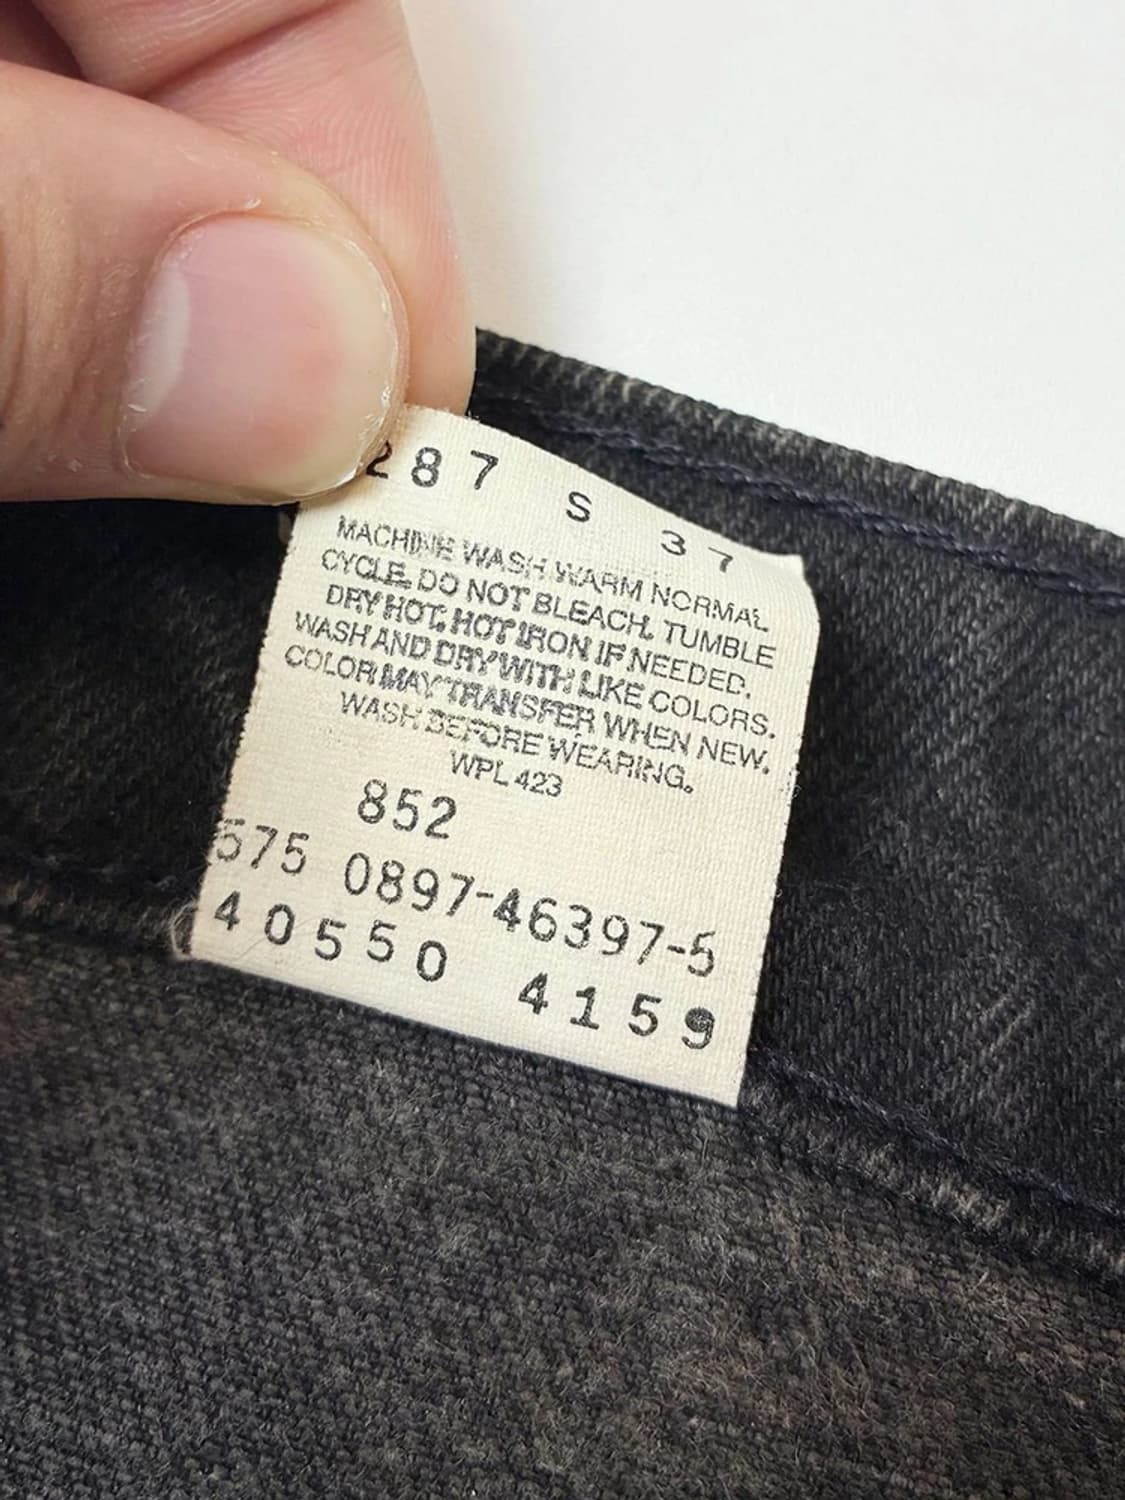 287 S 37
MACHINE WASH WARM NORMAL
CYCLE. DO NOT BLEACH. TUMBLE
DRY HOT. HOT IRON IF NEEDED.
WASH AND DRY WITH LIKE COLORS.
COLOR MAY TRANSFER WHEN NEW.
WASH BEFORE WEARING.
WPL 423
852
575 0897-46397-5
40550 4159